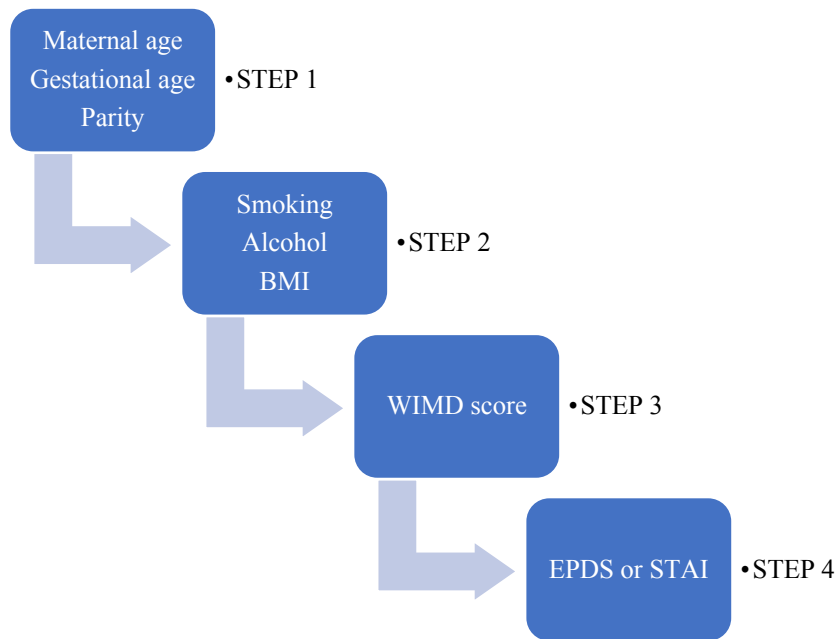 Maternal age
Gestational age
Parity
•STEP 1
Smoking
Alcohol
BMI
•STEP 2
WIMD score
•STEP 3
EPDS or STAI
•STEP 4